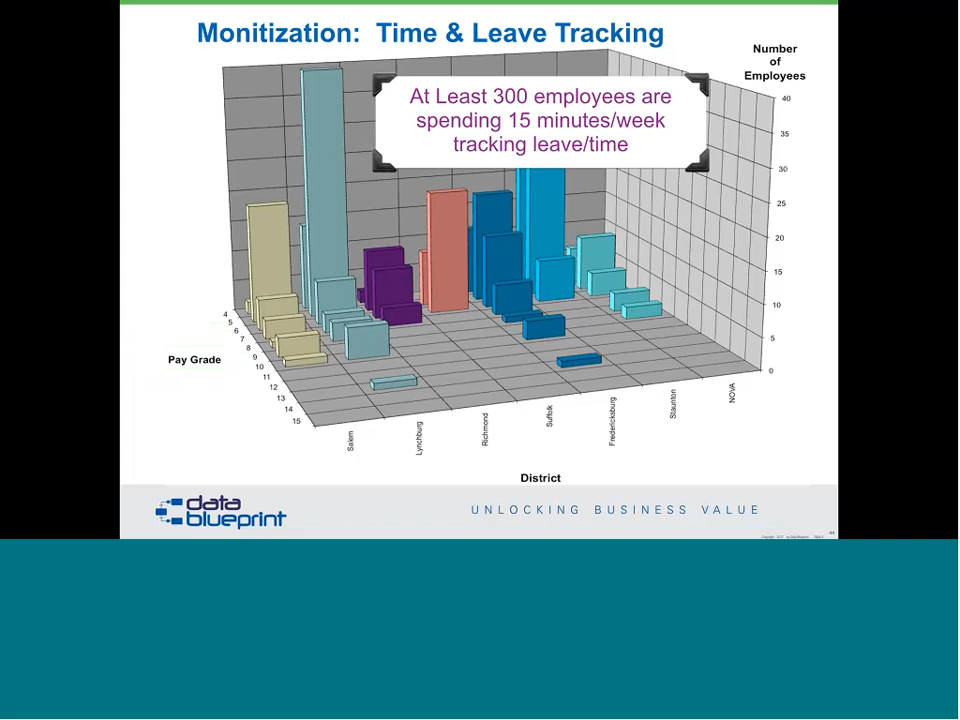 Monitization: Time & Leave Tracking
Number
of
Employees
At Least 300 employees are
spending 15 minutes/week
tracking leave/time
40
35
30
25
20
15
10
5
0
4
5
6
7
8
9
10
11
12
13
14
15
Pay Grade
Salem
Lynchburg
Richmond
Suffolk
Fredericksburg
Staunton
NOVA
District
data
blueprint
UNLOCKING BUSINESS VALUE